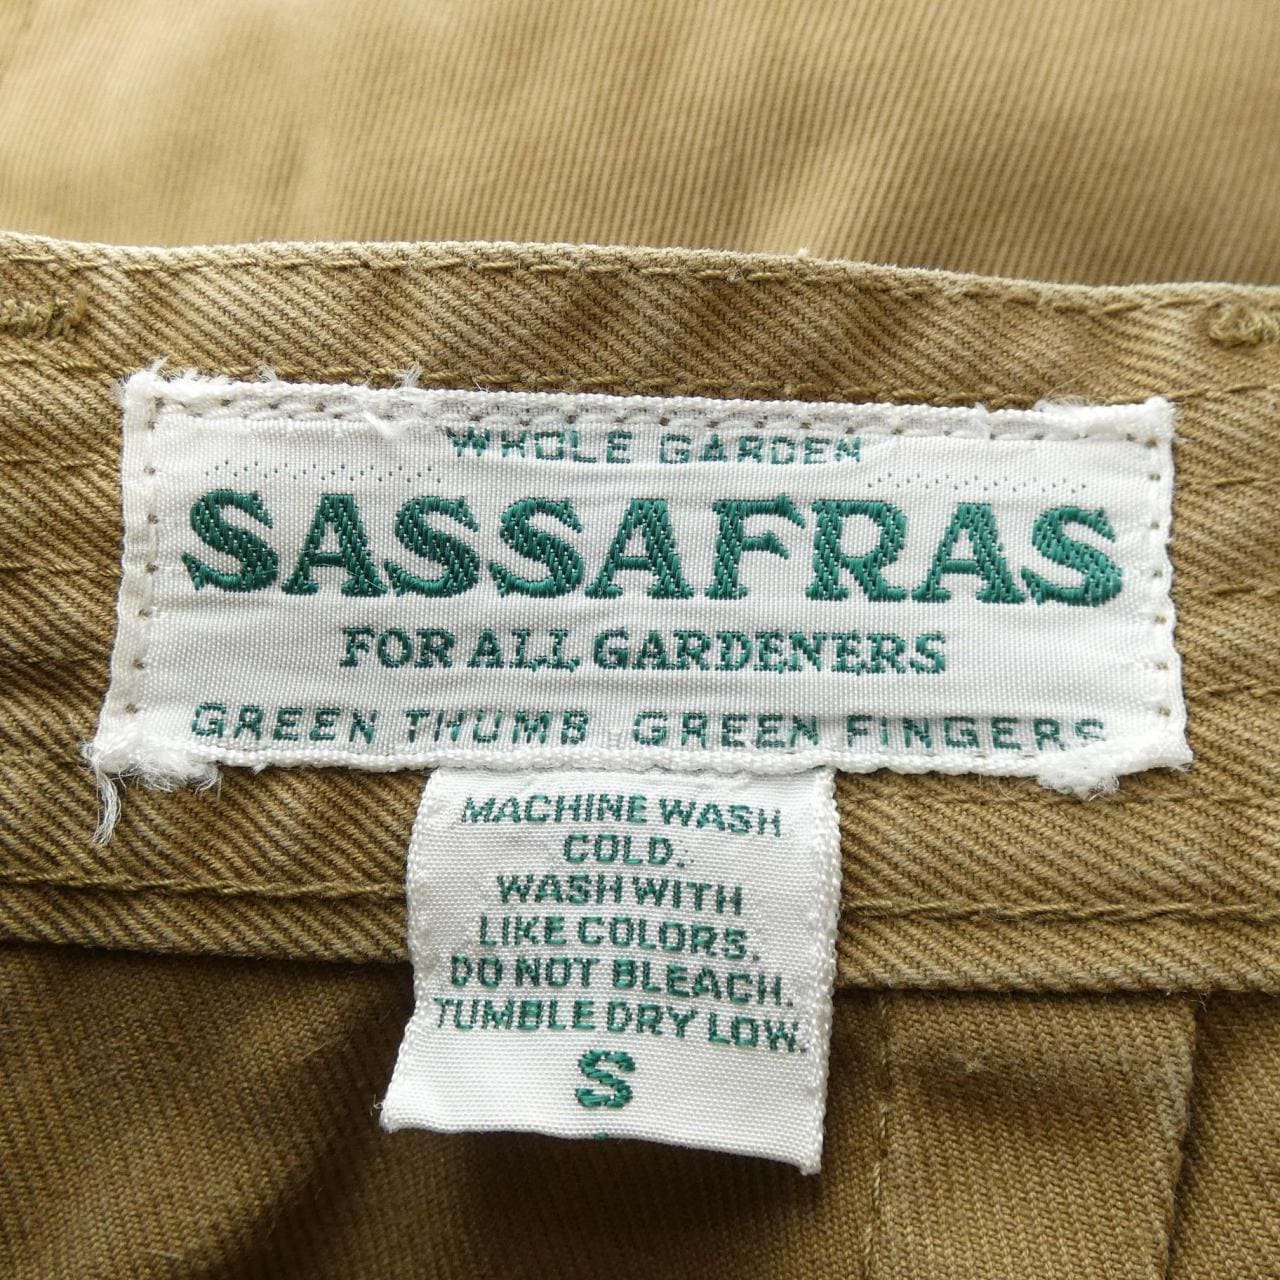 WHOLE GARDEN
SASSAFRAS
FOR ALL GARDENERS
GREEN THUMB GREEN FINGERS
MACHINE WASH
COLD.
WASH WITH
LIKE COLORS.
DO NOT BLEACH.
TUMBLE DRY LOW.
S